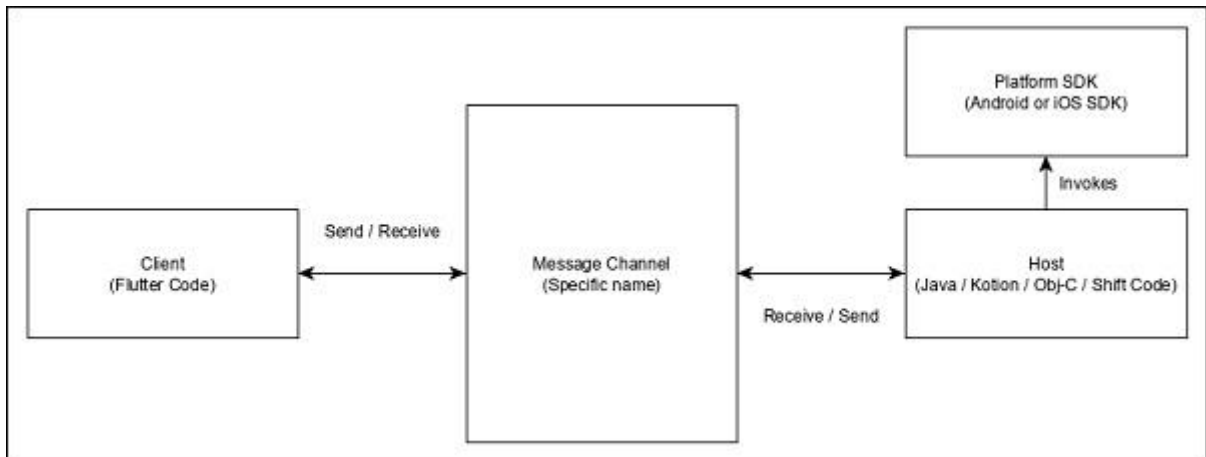 Platform SDK
(Android or iOS SDK)
Invokes
Client
(Flutter Code)
Send / Receive
Message Channel
(Specific name)
Receive / Send
Host
(Java / Kotion / Obj-C / Shift Code)